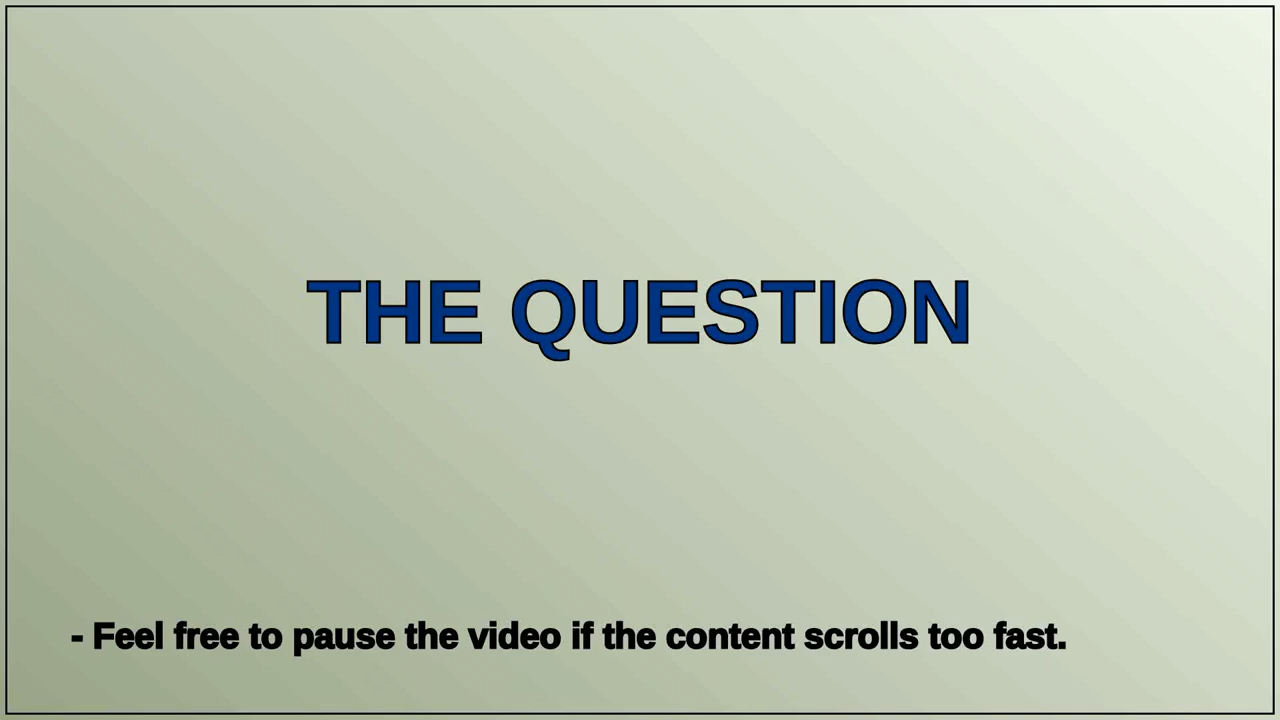 THE QUESTION
- Feel free to pause the video if the content scrolls too fast.